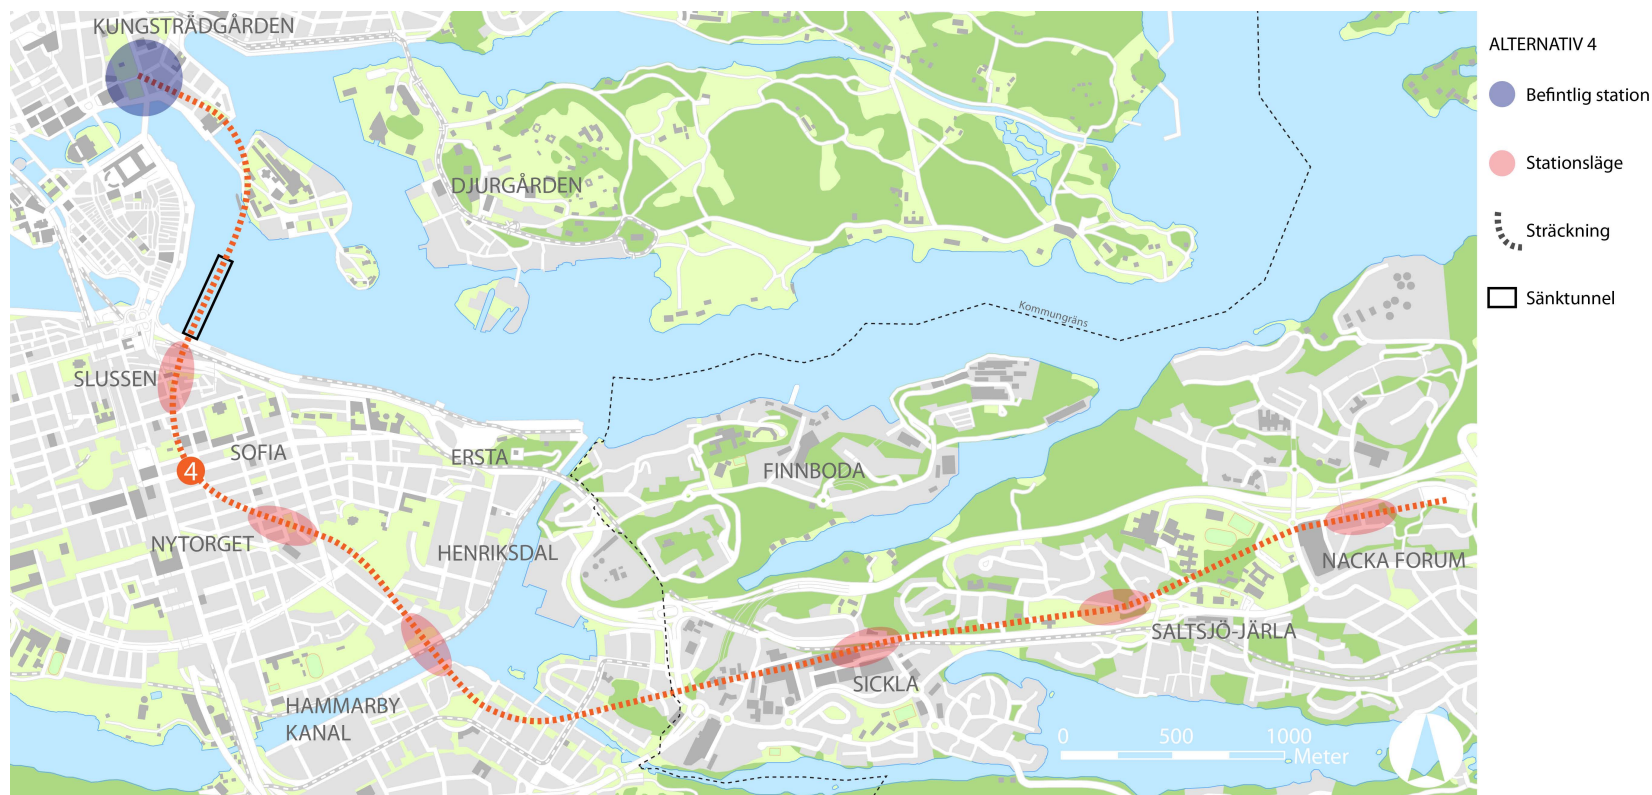 KUNGSTRÄDGÅRDEN
DJURGÅRDEN
Kommungräns
SLUSSEN
SOFIA
4
ERSTA
FINNBODA
NYTORGET
HENRIKSDAL
NACKA FORUM
SALTSJÖ-JÄRLA
SICKLA
HAMMARBY
KANAL
0 500 1000
Meter
ALTERNATIV 4
Befintlig station
Stationsläge
Sträckning
Sänktunnel